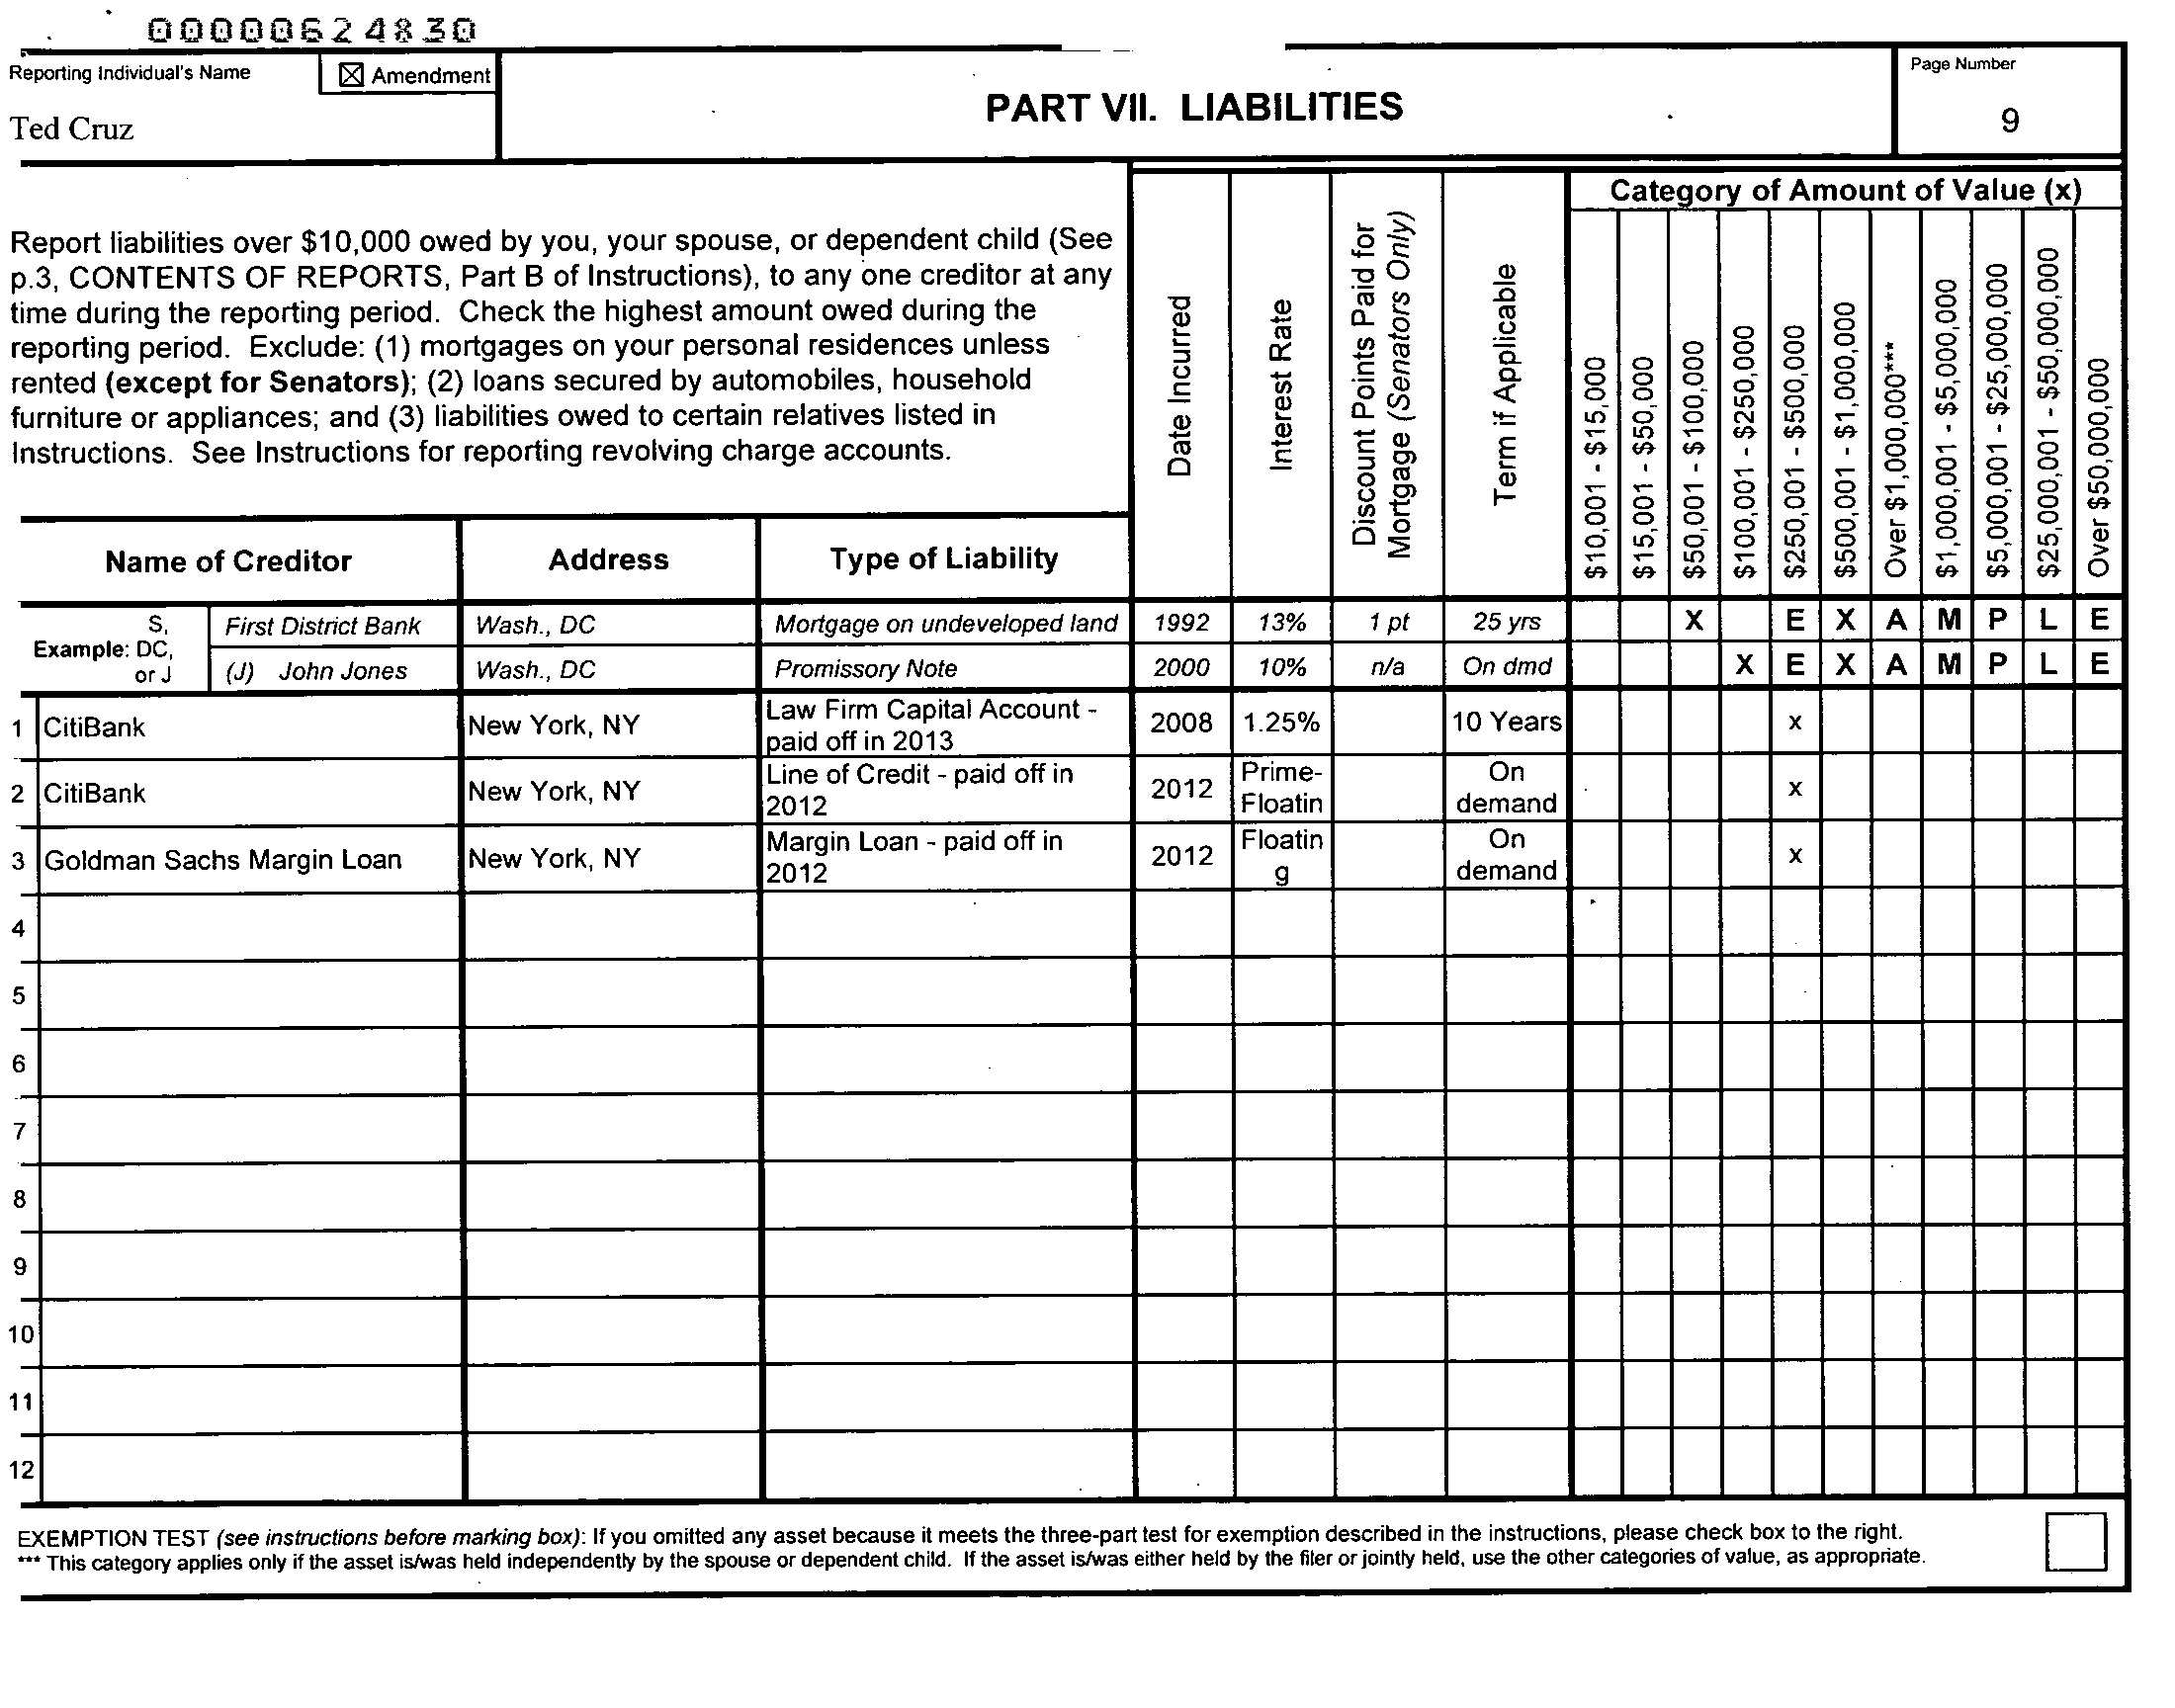 00000624830
Reporting Individual's Name
☒ Amendment
Ted Cruz
PART VII. LIABILITIES
Page Number
9
Report liabilities over $10,000 owed by you, your spouse, or dependent child (See
p.3, CONTENTS OF REPORTS, Part B of Instructions), to any one creditor at any
time during the reporting period. Check the highest amount owed during the
reporting period. Exclude: (1) mortgages on your personal residences unless
rented (except for Senators); (2) loans secured by automobiles, household
furniture or appliances; and (3) liabilities owed to certain relatives listed in
Instructions. See Instructions for reporting revolving charge accounts.
Date Incurred
Interest Rate
Discount Points Paid for
Mortgage (Senators Only)
Term if Applicable
Category of Amount of Value (x)
$10,001 - $15,000
$15,001 - $50,000
$50,001 - $100,000
$100,001 - $250,000
$250,001 - $500,000
$500,001 - $1,000,000
Over $1,000,000***
$1,000,001 - $5,000,000
$5,000,001 - $25,000,000
$25,000,001 - $50,000,000
Over $50,000,000
Name of Creditor Address Type of Liability
Example: S,
DC,
or J
First District Bank Wash., DC Mortgage on undeveloped land 1992 13% 1 pt 25 yrs X E X A M P L E
(J) John Jones Wash., DC Promissory Note 2000 10% n/a On dmd X E X A M P L E
1 CitiBank New York, NY Law Firm Capital Account - 2008 1.25% 10 Years x
paid off in 2013
2 CitiBank New York, NY Line of Credit - paid off in 2012 Prime- On x
2012 Floatin demand
3 Goldman Sachs Margin Loan New York, NY Margin Loan - paid off in 2012 Floatin On x
2012 g demand
4
5
6
7
8
9
10
11
12
EXEMPTION TEST (see instructions before marking box): If you omitted any asset because it meets the three-part test for exemption described in the instructions, please check box to the right.
*** This category applies only if the asset is/was held independently by the spouse or dependent child. If the asset is/was either held by the filer or jointly held, use the other categories of value, as appropriate.